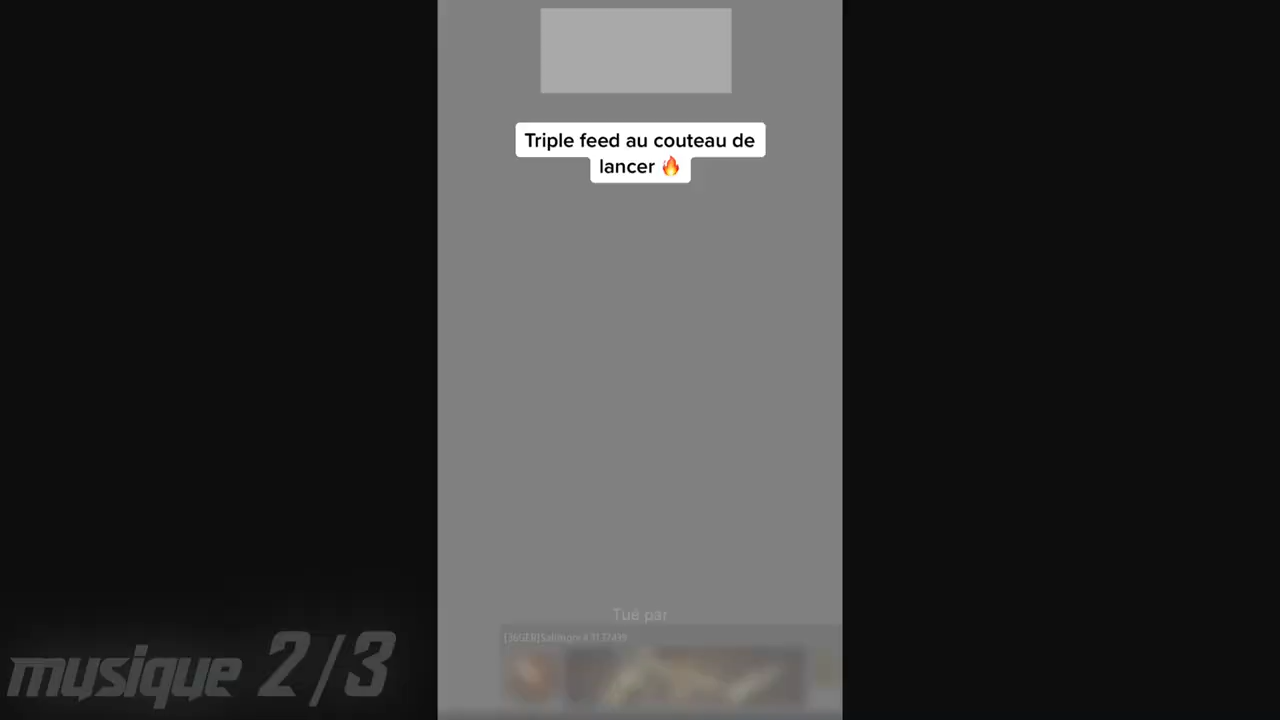 Triple feed au couteau de
lancer 🔥
Tué par
musique 2/3